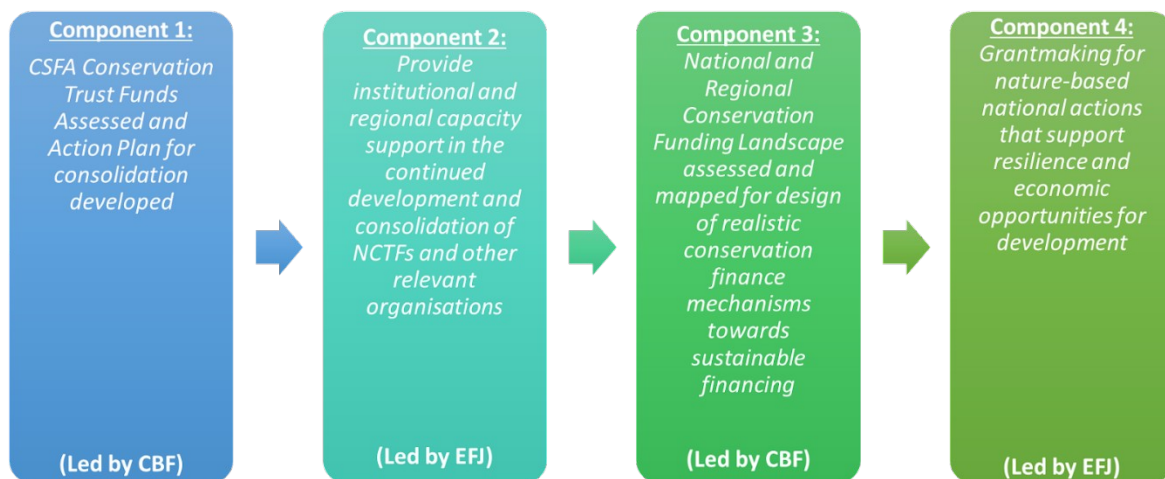 Component 1:
CSFA Conservation
Trust Funds
Assessed and
Action Plan for
consolidation
developed
(Led by CBF)
Component 2:
Provide
institutional and
regional capacity
support in the
continued
development and
consolidation of
NCTFs and other
relevant
organisations
(Led by EFJ)
Component 3:
National and
Regional
Conservation
Funding Landscape
assessed and
mapped for design
of realistic
conservation
finance
mechanisms
towards
sustainable
financing
(Led by CBF)
Component 4:
Grantmaking for
nature-based
national actions
that support
resilience and
economic
opportunities for
development
(Led by EFJ)